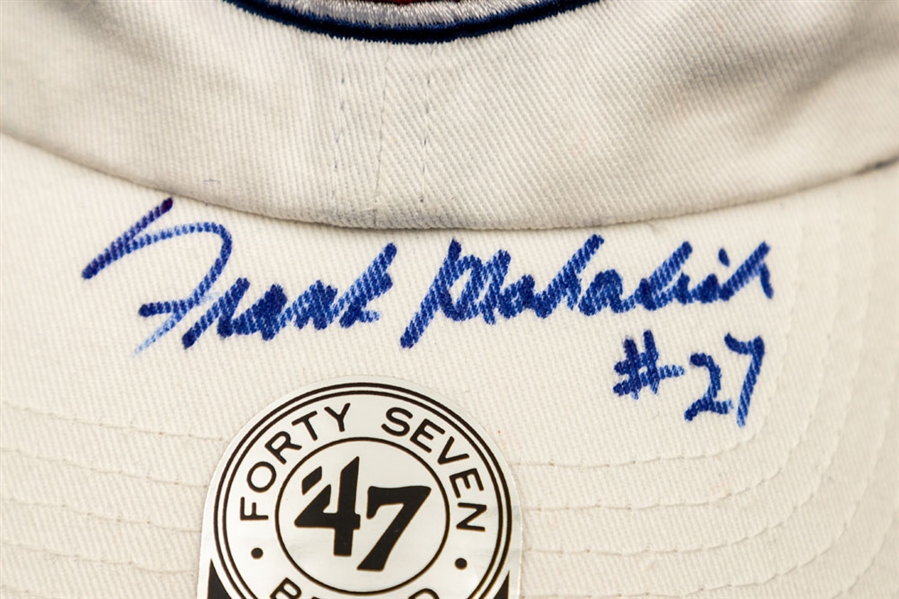 Frank Mahovlich
#27
FORTY SEVEN
'47